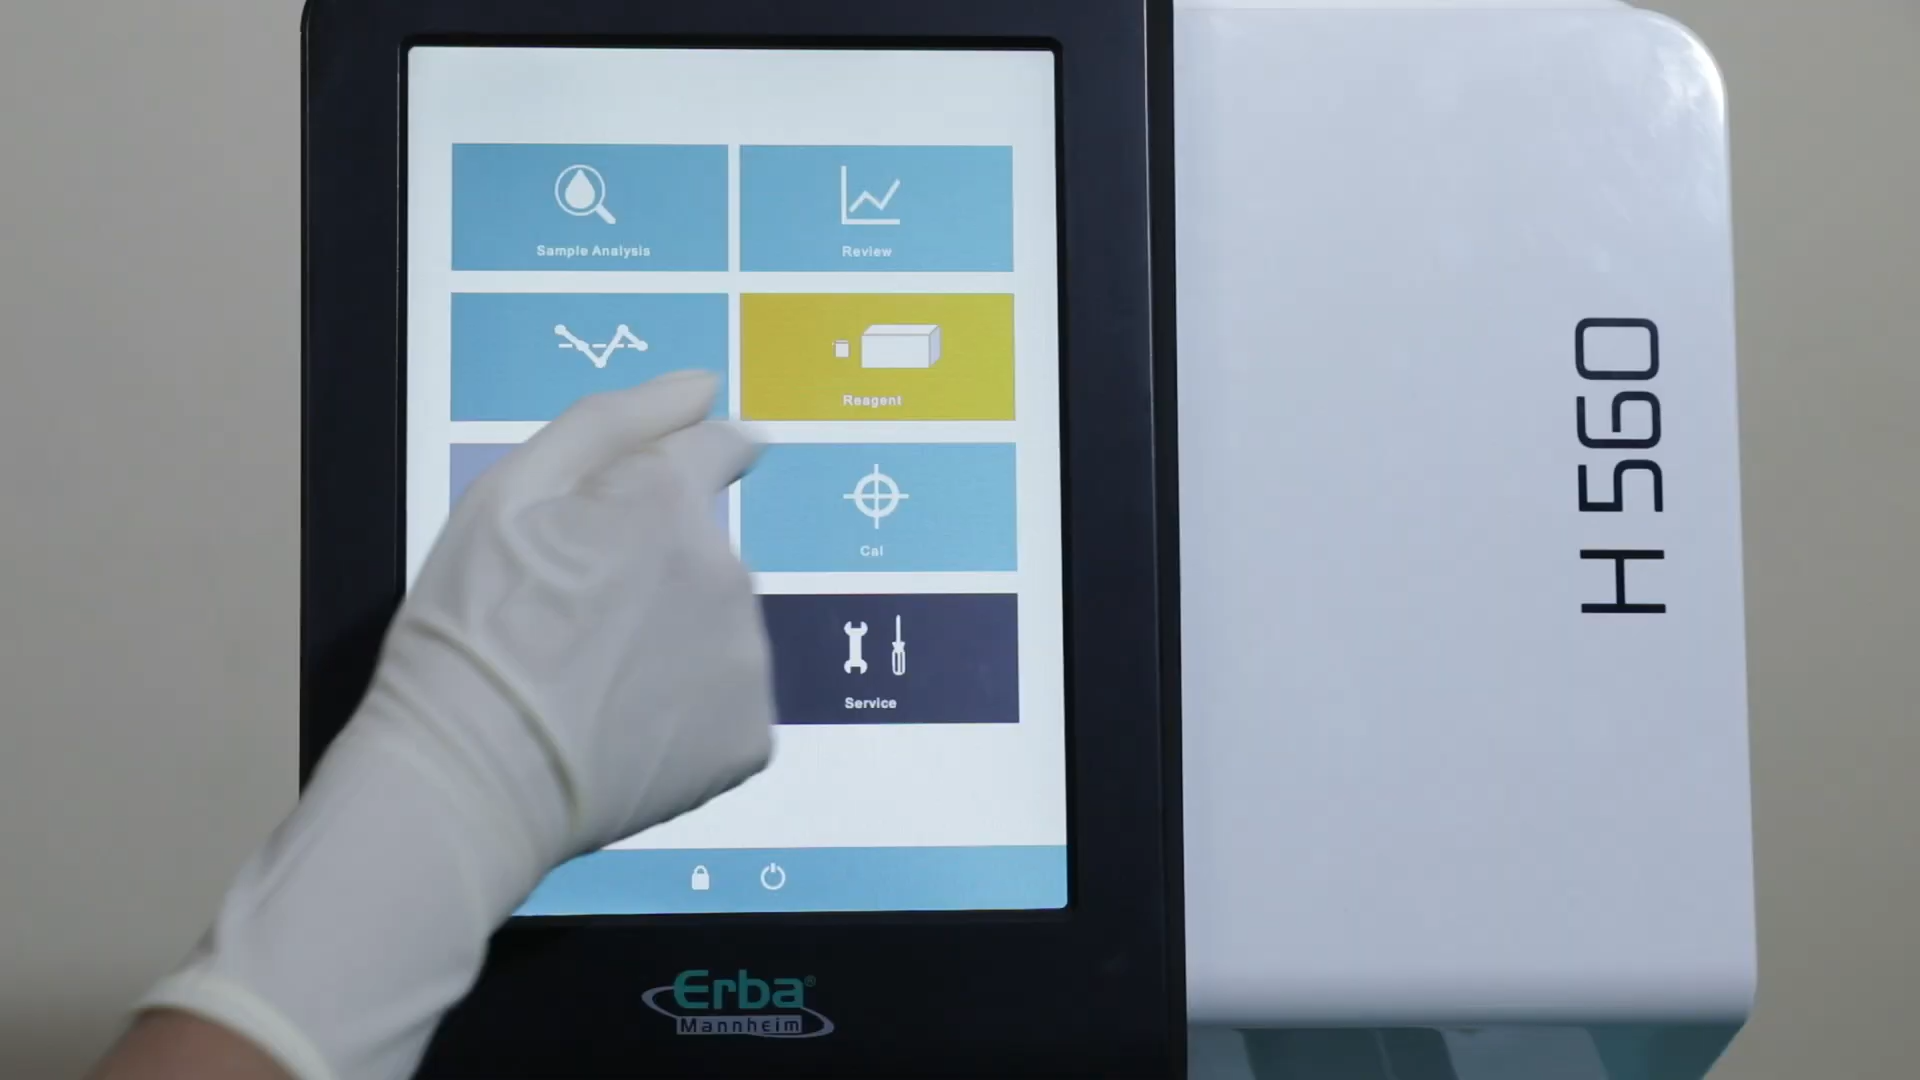 Sample Analysis
Review
Reagent
Cal
Service
Erba®
Mannheim
H 560